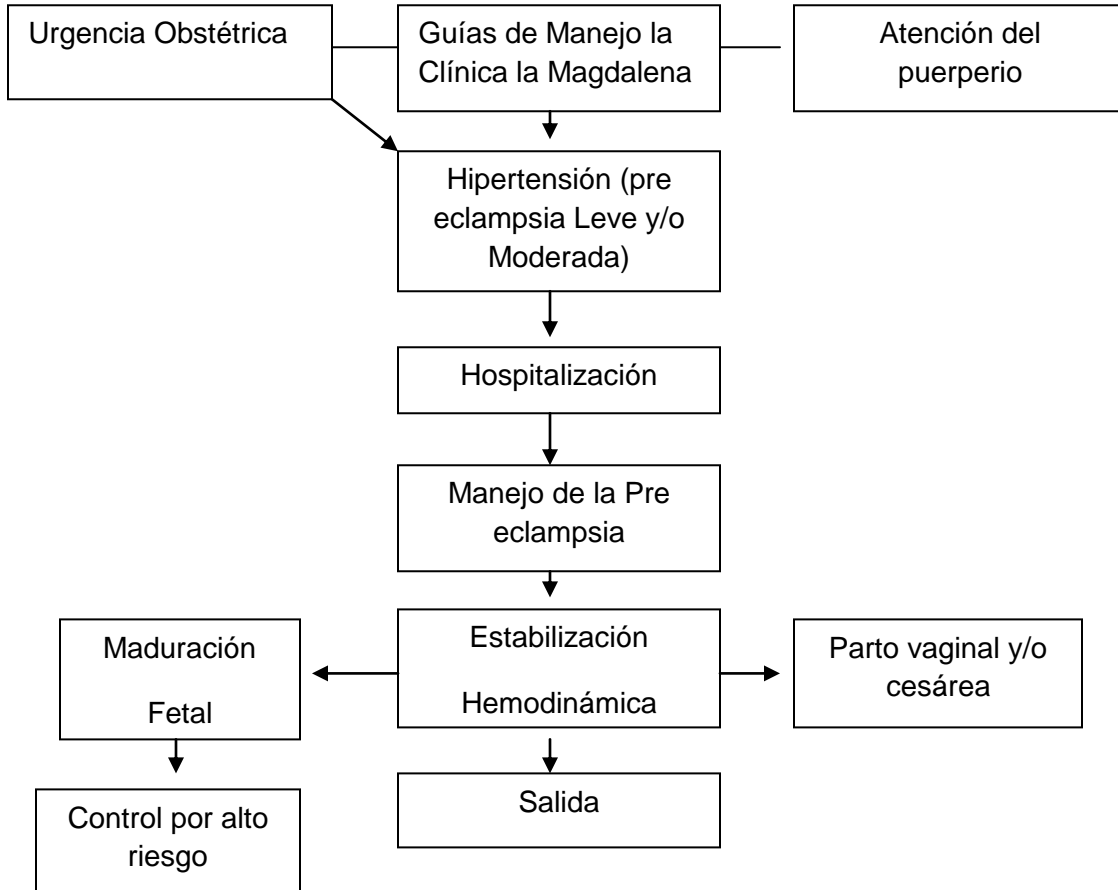 Urgencia Obstétrica
Guías de Manejo la
Clínica la Magdalena
Atención del
puerperio
Hipertensión (pre
eclampsia Leve y/o
Moderada)
Hospitalización
Manejo de la Pre
eclampsia
Estabilización
Hemodinámica
Maduración
Fetal
Parto vaginal y/o
cesárea
Control por alto
riesgo
Salida